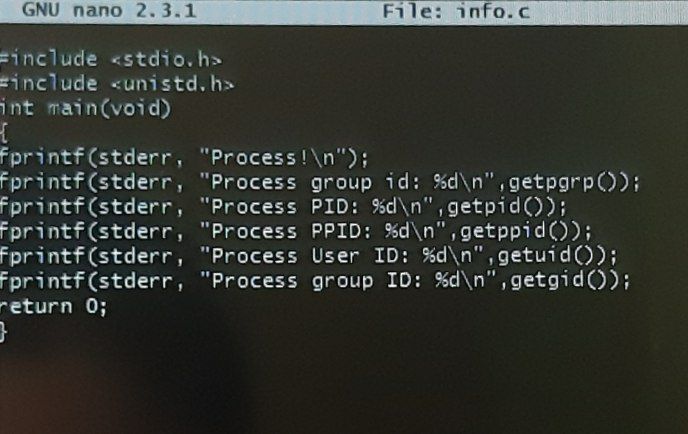 GNU nano 2.3.1 File: info.c
#include <stdio.h>
#include <unistd.h>
int main(void)
{
fprintf(stderr, "Process!\n");
fprintf(stderr, "Process group id: %d\n",getpgrp());
fprintf(stderr, "Process PID: %d\n",getpid());
fprintf(stderr, "Process PPID: %d\n",getppid());
fprintf(stderr, "Process User ID: %d\n",getuid());
fprintf(stderr, "Process group ID: %d\n",getgid());
return 0;
}